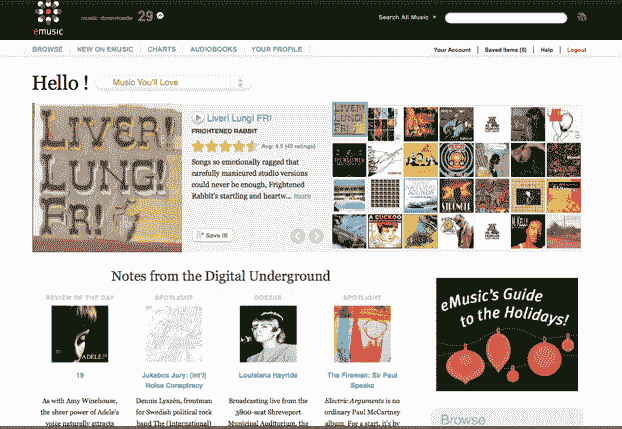 emusic
music downloads 29
Search All Music
BROWSE NEW ON EMUSIC CHARTS AUDIOBOOKS YOUR PROFILE
Your Account Saved Items (0) Help Logout
Hello ! Music You'll Love
LIVER!
LUNG!
FR!
Liver! Lung! FR!
FRIGHTENED RABBIT
Avg: 4.5 (45 ratings)
Songs so emotionally ragged that
carefully manicured studio versions
could never be enough, Frightened
Rabbit's startling and heartw... more
Save It!
Notes from the Digital Underground
REVIEW OF THE DAY
ADELE 19
19
As with Amy Winehouse,
the sheer power of Adele's
voice naturally attracts
SPOTLIGHT
Jukebox Jury: (Int'l)
Noise Conspiracy
Dennis Lyxzén, frontman
for Swedish political rock
band The (International)
DOZENS
Louisiana Hayride
Broadcasting live from the
3,800-seat Shreveport
Municipal Auditorium, the
SPOTLIGHT
The Fireman: Sir Paul
Speaks
Electric Arguments is no
ordinary Paul McCartney
album. For a start, it's by
eMusic's Guide
to the Holidays!
Browse